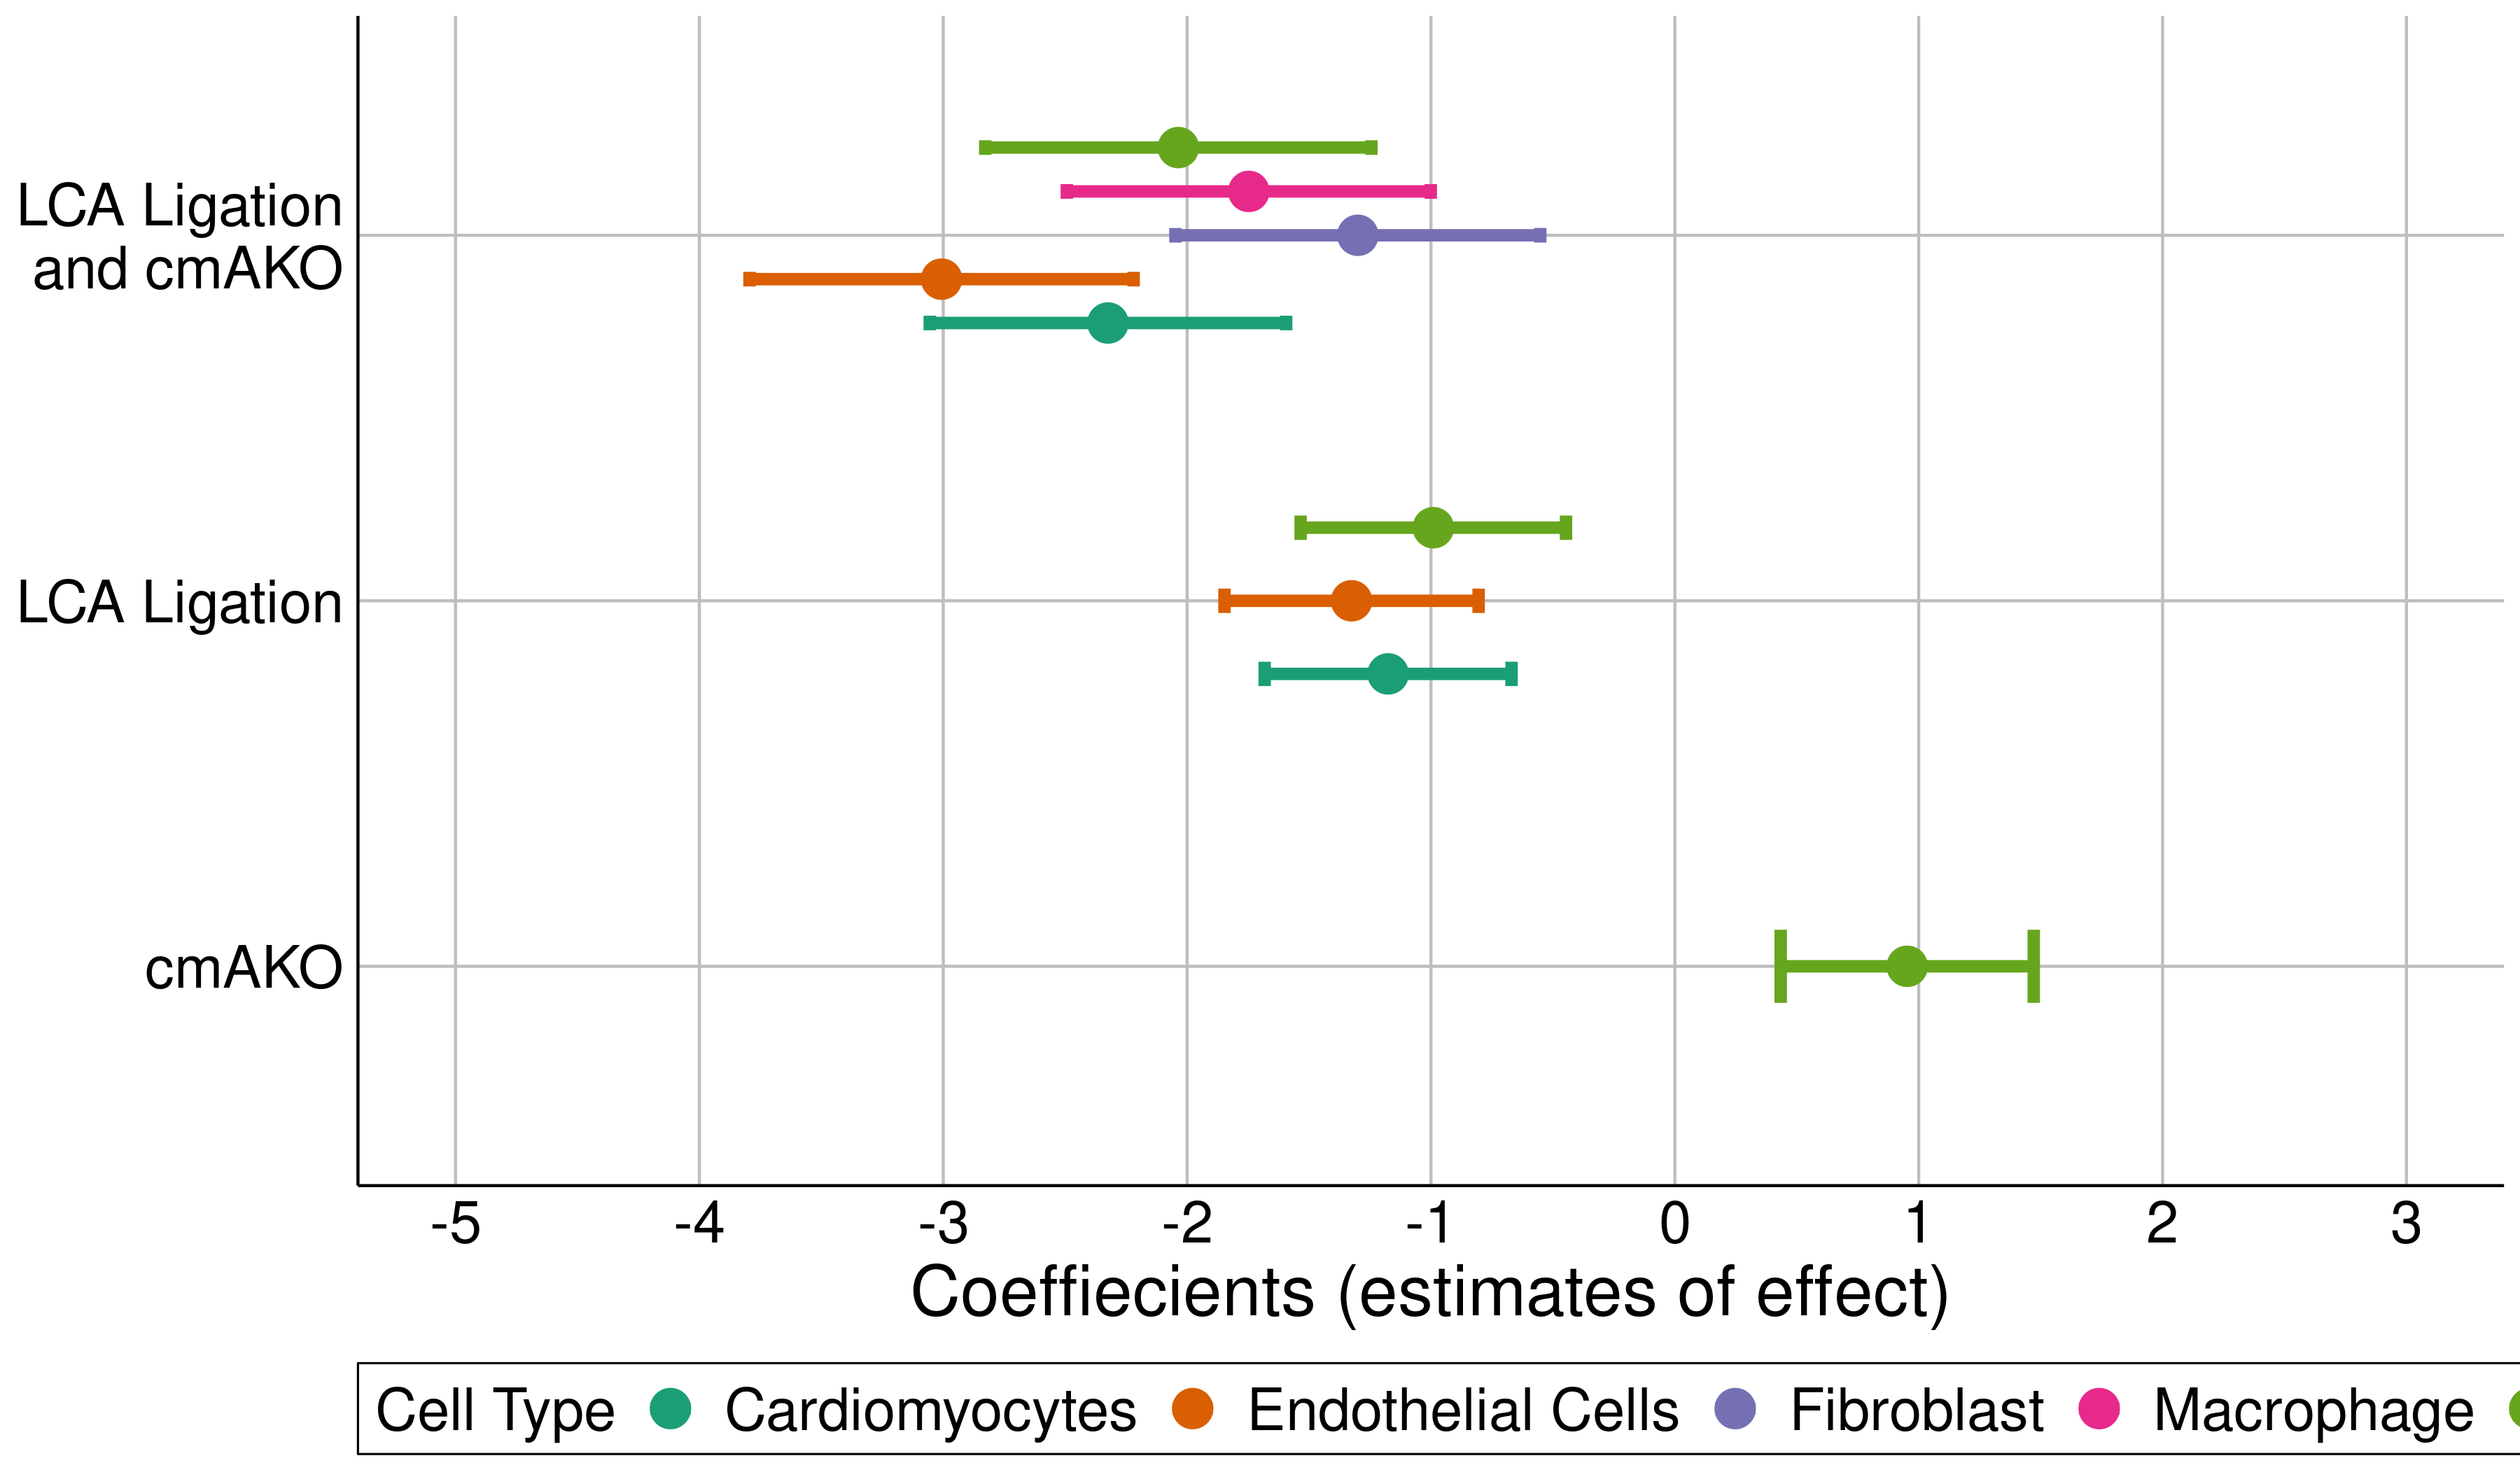 LCA Ligation
and cmAKO
LCA Ligation
cmAKO
-5 -4 -3 -2 -1 0 1 2 3
Coeffiecients (estimates of effect)
Cell Type Cardiomyocytes Endothelial Cells Fibroblast Macrophage